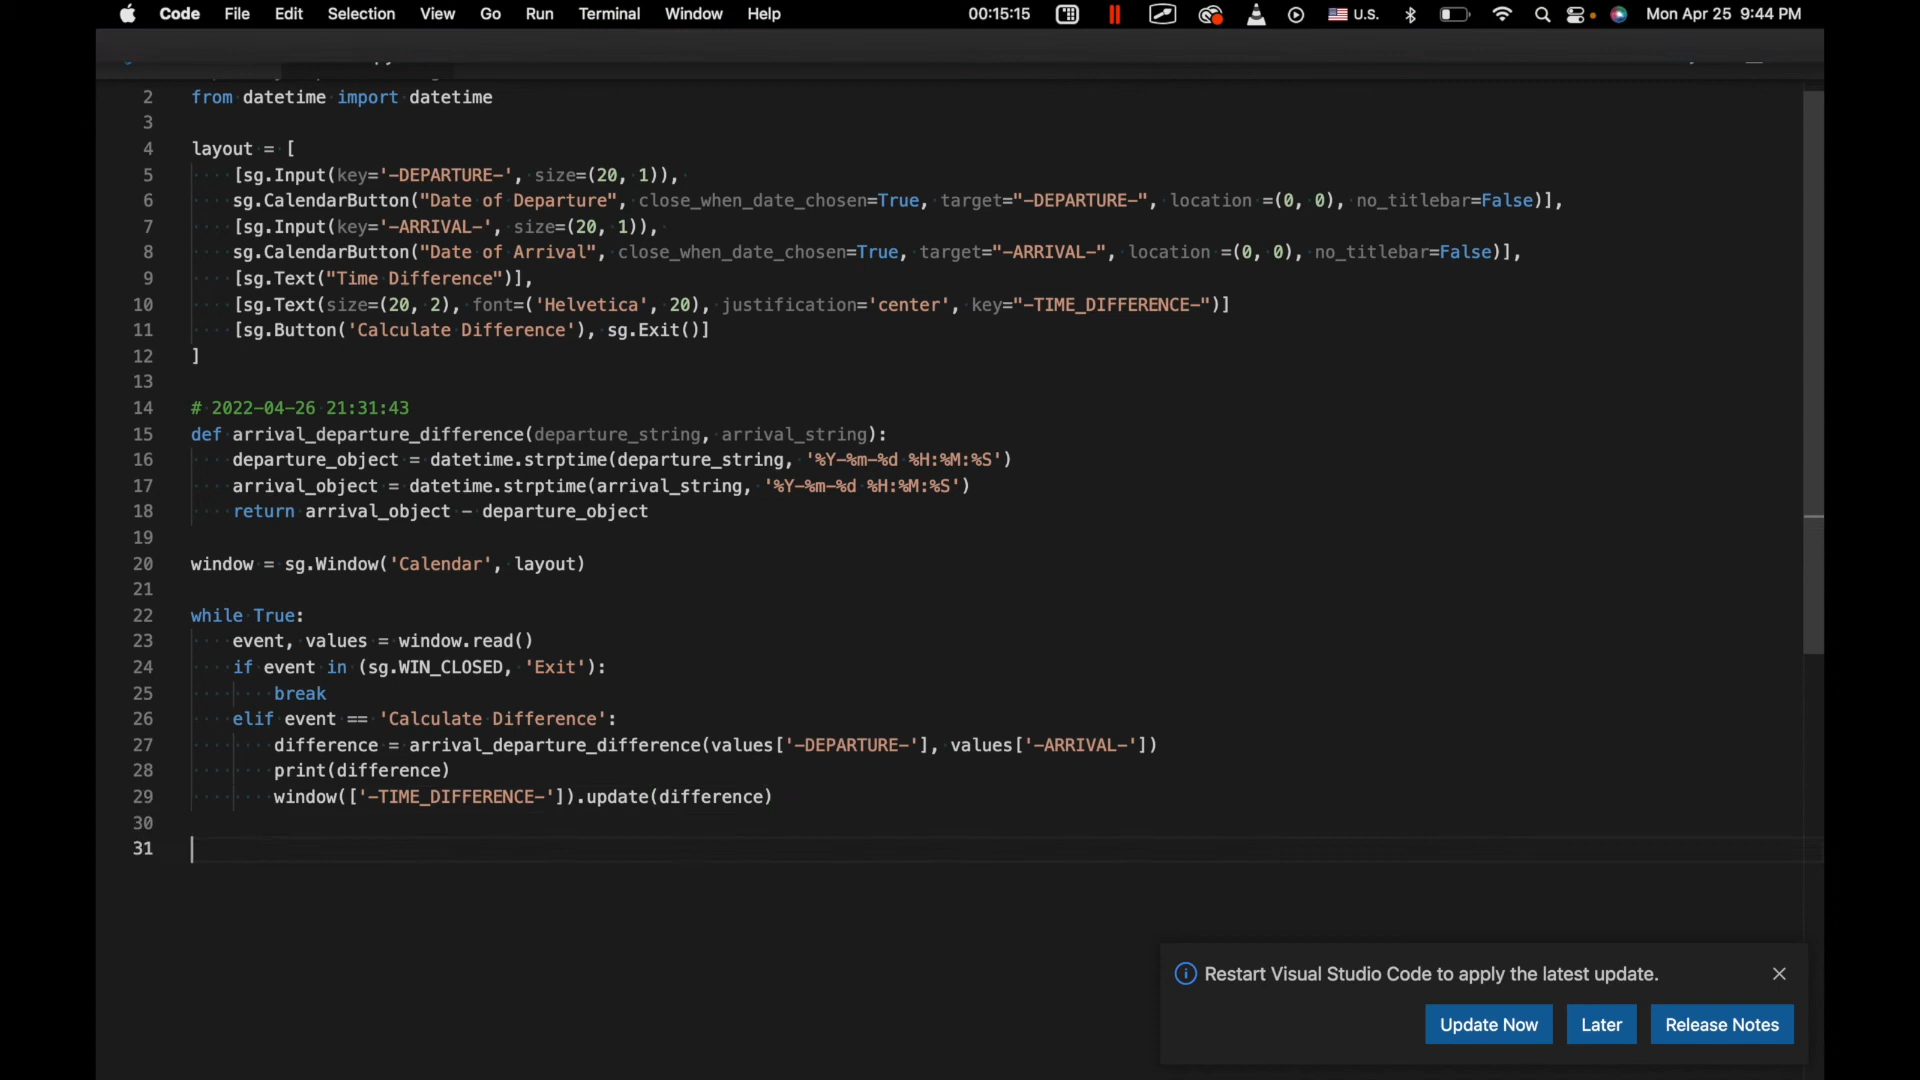 Code File Edit Selection View Go Run Terminal Window Help 00:15:15 U.S. Mon Apr 25 9:44 PM
2 from datetime import datetime
3
4 layout = [
5 [sg.Input(key='-DEPARTURE-', size=(20, 1)),
6 sg.CalendarButton("Date of Departure", close_when_date_chosen=True, target="-DEPARTURE-", location =(0, 0), no_titlebar=False)],
7 [sg.Input(key='-ARRIVAL-', size=(20, 1)),
8 sg.CalendarButton("Date of Arrival", close_when_date_chosen=True, target="-ARRIVAL-", location =(0, 0), no_titlebar=False)],
9 [sg.Text("Time Difference")],
10 [sg.Text(size=(20, 2), font=('Helvetica', 20), justification='center', key="-TIME_DIFFERENCE-")]
11 [sg.Button('Calculate Difference'), sg.Exit()]
12 ]
13
14 # 2022-04-26 21:31:43
15 def arrival_departure_difference(departure_string, arrival_string):
16 departure_object = datetime.strptime(departure_string, '%Y-%m-%d %H:%M:%S')
17 arrival_object = datetime.strptime(arrival_string, '%Y-%m-%d %H:%M:%S')
18 return arrival_object - departure_object
19
20 window = sg.Window('Calendar', layout)
21
22 while True:
23 event, values = window.read()
24 if event in (sg.WIN_CLOSED, 'Exit'):
25 break
26 elif event == 'Calculate Difference':
27 difference = arrival_departure_difference(values['-DEPARTURE-'], values['-ARRIVAL-'])
28 print(difference)
29 window(['-TIME_DIFFERENCE-']).update(difference)
30
31
Restart Visual Studio Code to apply the latest update.
Update Now Later Release Notes